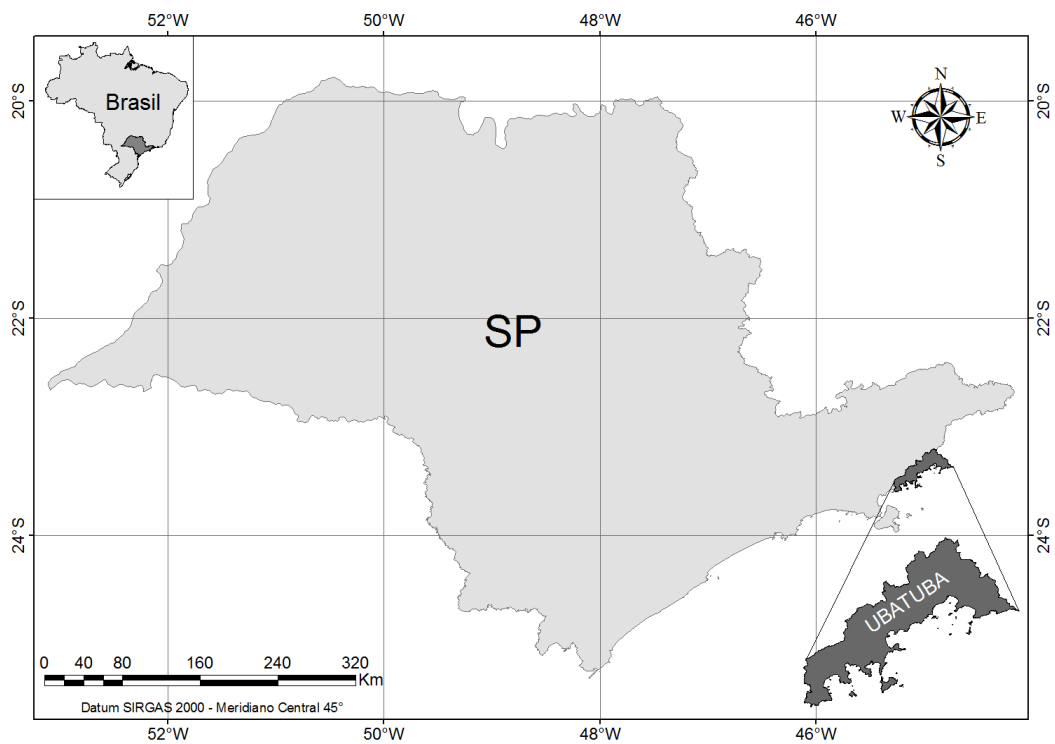 52°W 50°W 48°W 46°W
Brasil
N
W E
S
20°S 20°S
SP
22°S 22°S
24°S 24°S
UBATUBA
0 40 80 160 240 320
Km
Datum SIRGAS 2000 - Meridiano Central 45°
52°W 50°W 48°W 46°W